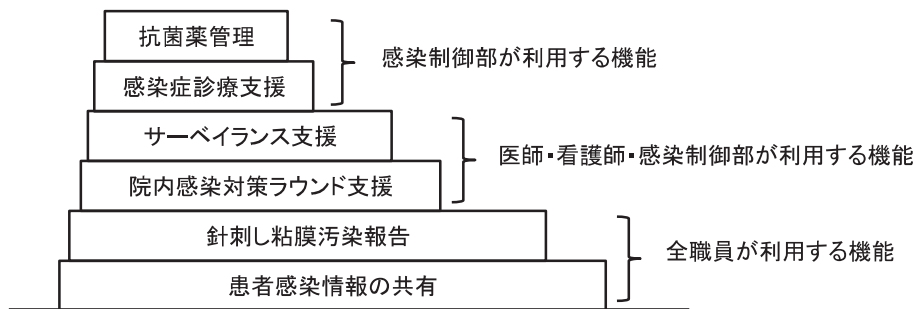 抗菌薬管理
感染症診療支援
感染制御部が利用する機能
サーベイランス支援
院内感染対策ラウンド支援
医師・看護師・感染制御部が利用する機能
針刺し粘膜汚染報告
患者感染情報の共有
全職員が利用する機能